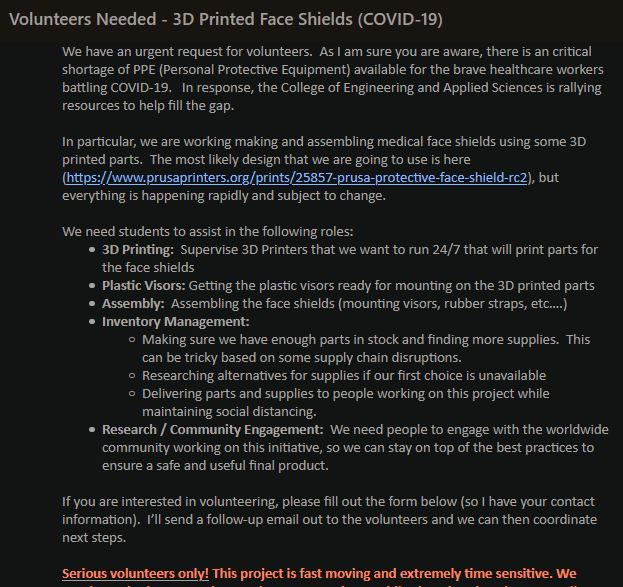 Volunteers Needed - 3D Printed Face Shields (COVID-19)
We have an urgent request for volunteers.  As I am sure you are aware, there is an critical
shortage of PPE (Personal Protective Equipment) available for the brave healthcare workers
battling COVID-19.   In response, the College of Engineering and Applied Sciences is rallying
resources to help fill the gap.
In particular, we are working making and assembling medical face shields using some 3D
printed parts.  The most likely design that we are going to use is here
(https://www.prusaprinters.org/prints/25857-prusa-protective-face-shield-rc2), but
everything is happening rapidly and subject to change.
We need students to assist in the following roles:
• 3D Printing:  Supervise 3D Printers that we want to run 24/7 that will print parts for
the face shields
• Plastic Visors: Getting the plastic visors ready for mounting on the 3D printed parts
• Assembly:  Assembling the face shields (mounting visors, rubber straps, etc….)
• Inventory Management:
○ Making sure we have enough parts in stock and finding more supplies.  This
can be tricky based on some supply chain disruptions.
○ Researching alternatives for supplies if our first choice is unavailable
○ Delivering parts and supplies to people working on this project while
maintaining social distancing.
• Research / Community Engagement:  We need people to engage with the worldwide
community working on this initiative, so we can stay on top of the best practices to
ensure a safe and useful final product.
If you are interested in volunteering, please fill out the form below (so I have your contact
information).  I'll send a follow-up email out to the volunteers and we can then coordinate
next steps.
Serious volunteers only! This project is fast moving and extremely time sensitive. We